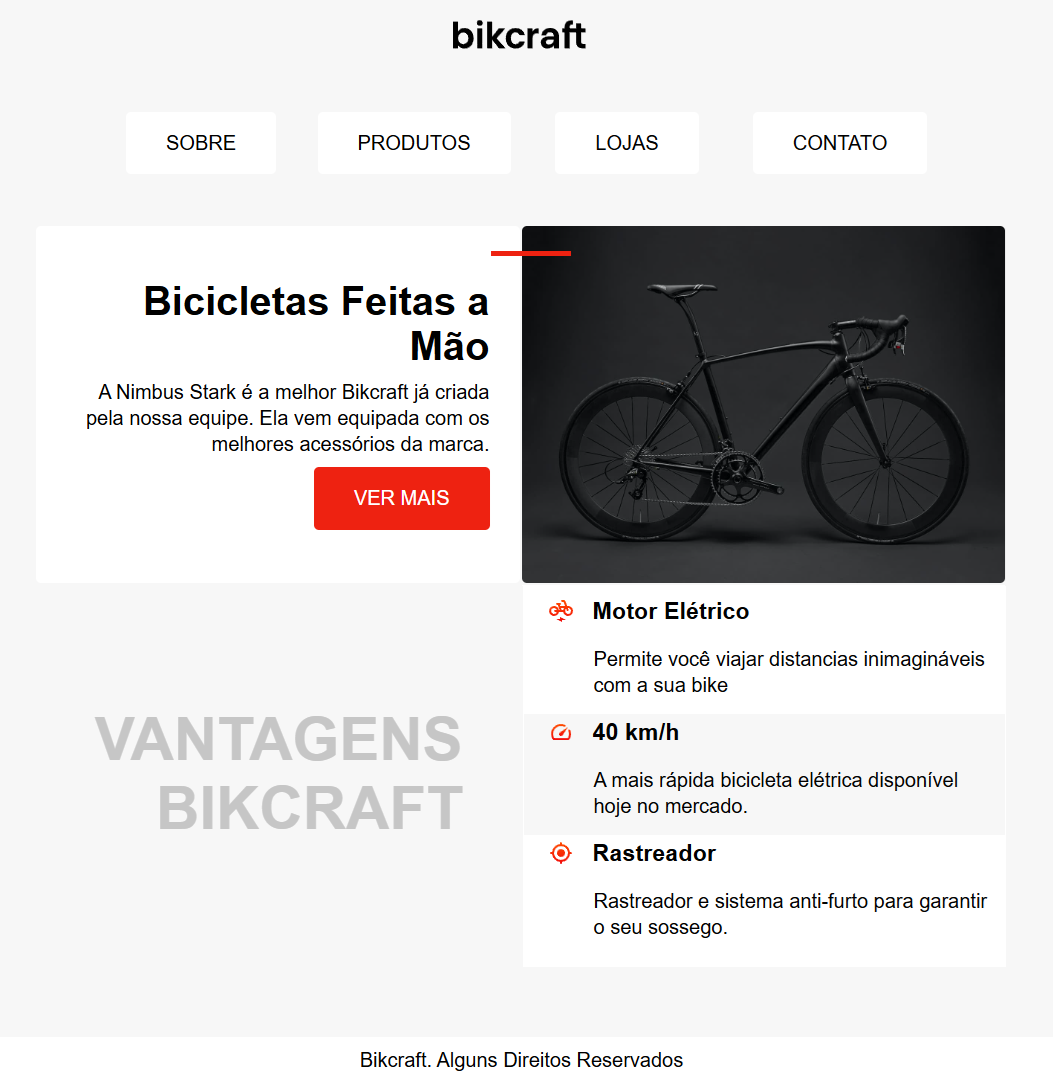 bikcraft
SOBRE
PRODUTOS
LOJAS
CONTATO
Bicicletas Feitas a
Mão
A Nimbus Stark é a melhor Bikcraft já criada
pela nossa equipe. Ela vem equipada com os
melhores acessórios da marca.
VER MAIS
VANTAGENS
BIKCRAFT
Motor Elétrico
Permite você viajar distancias inimagináveis
com a sua bike
40 km/h
A mais rápida bicicleta elétrica disponível
hoje no mercado.
Rastreador
Rastreador e sistema anti-furto para garantir
o seu sossego.
Bikcraft. Alguns Direitos Reservados